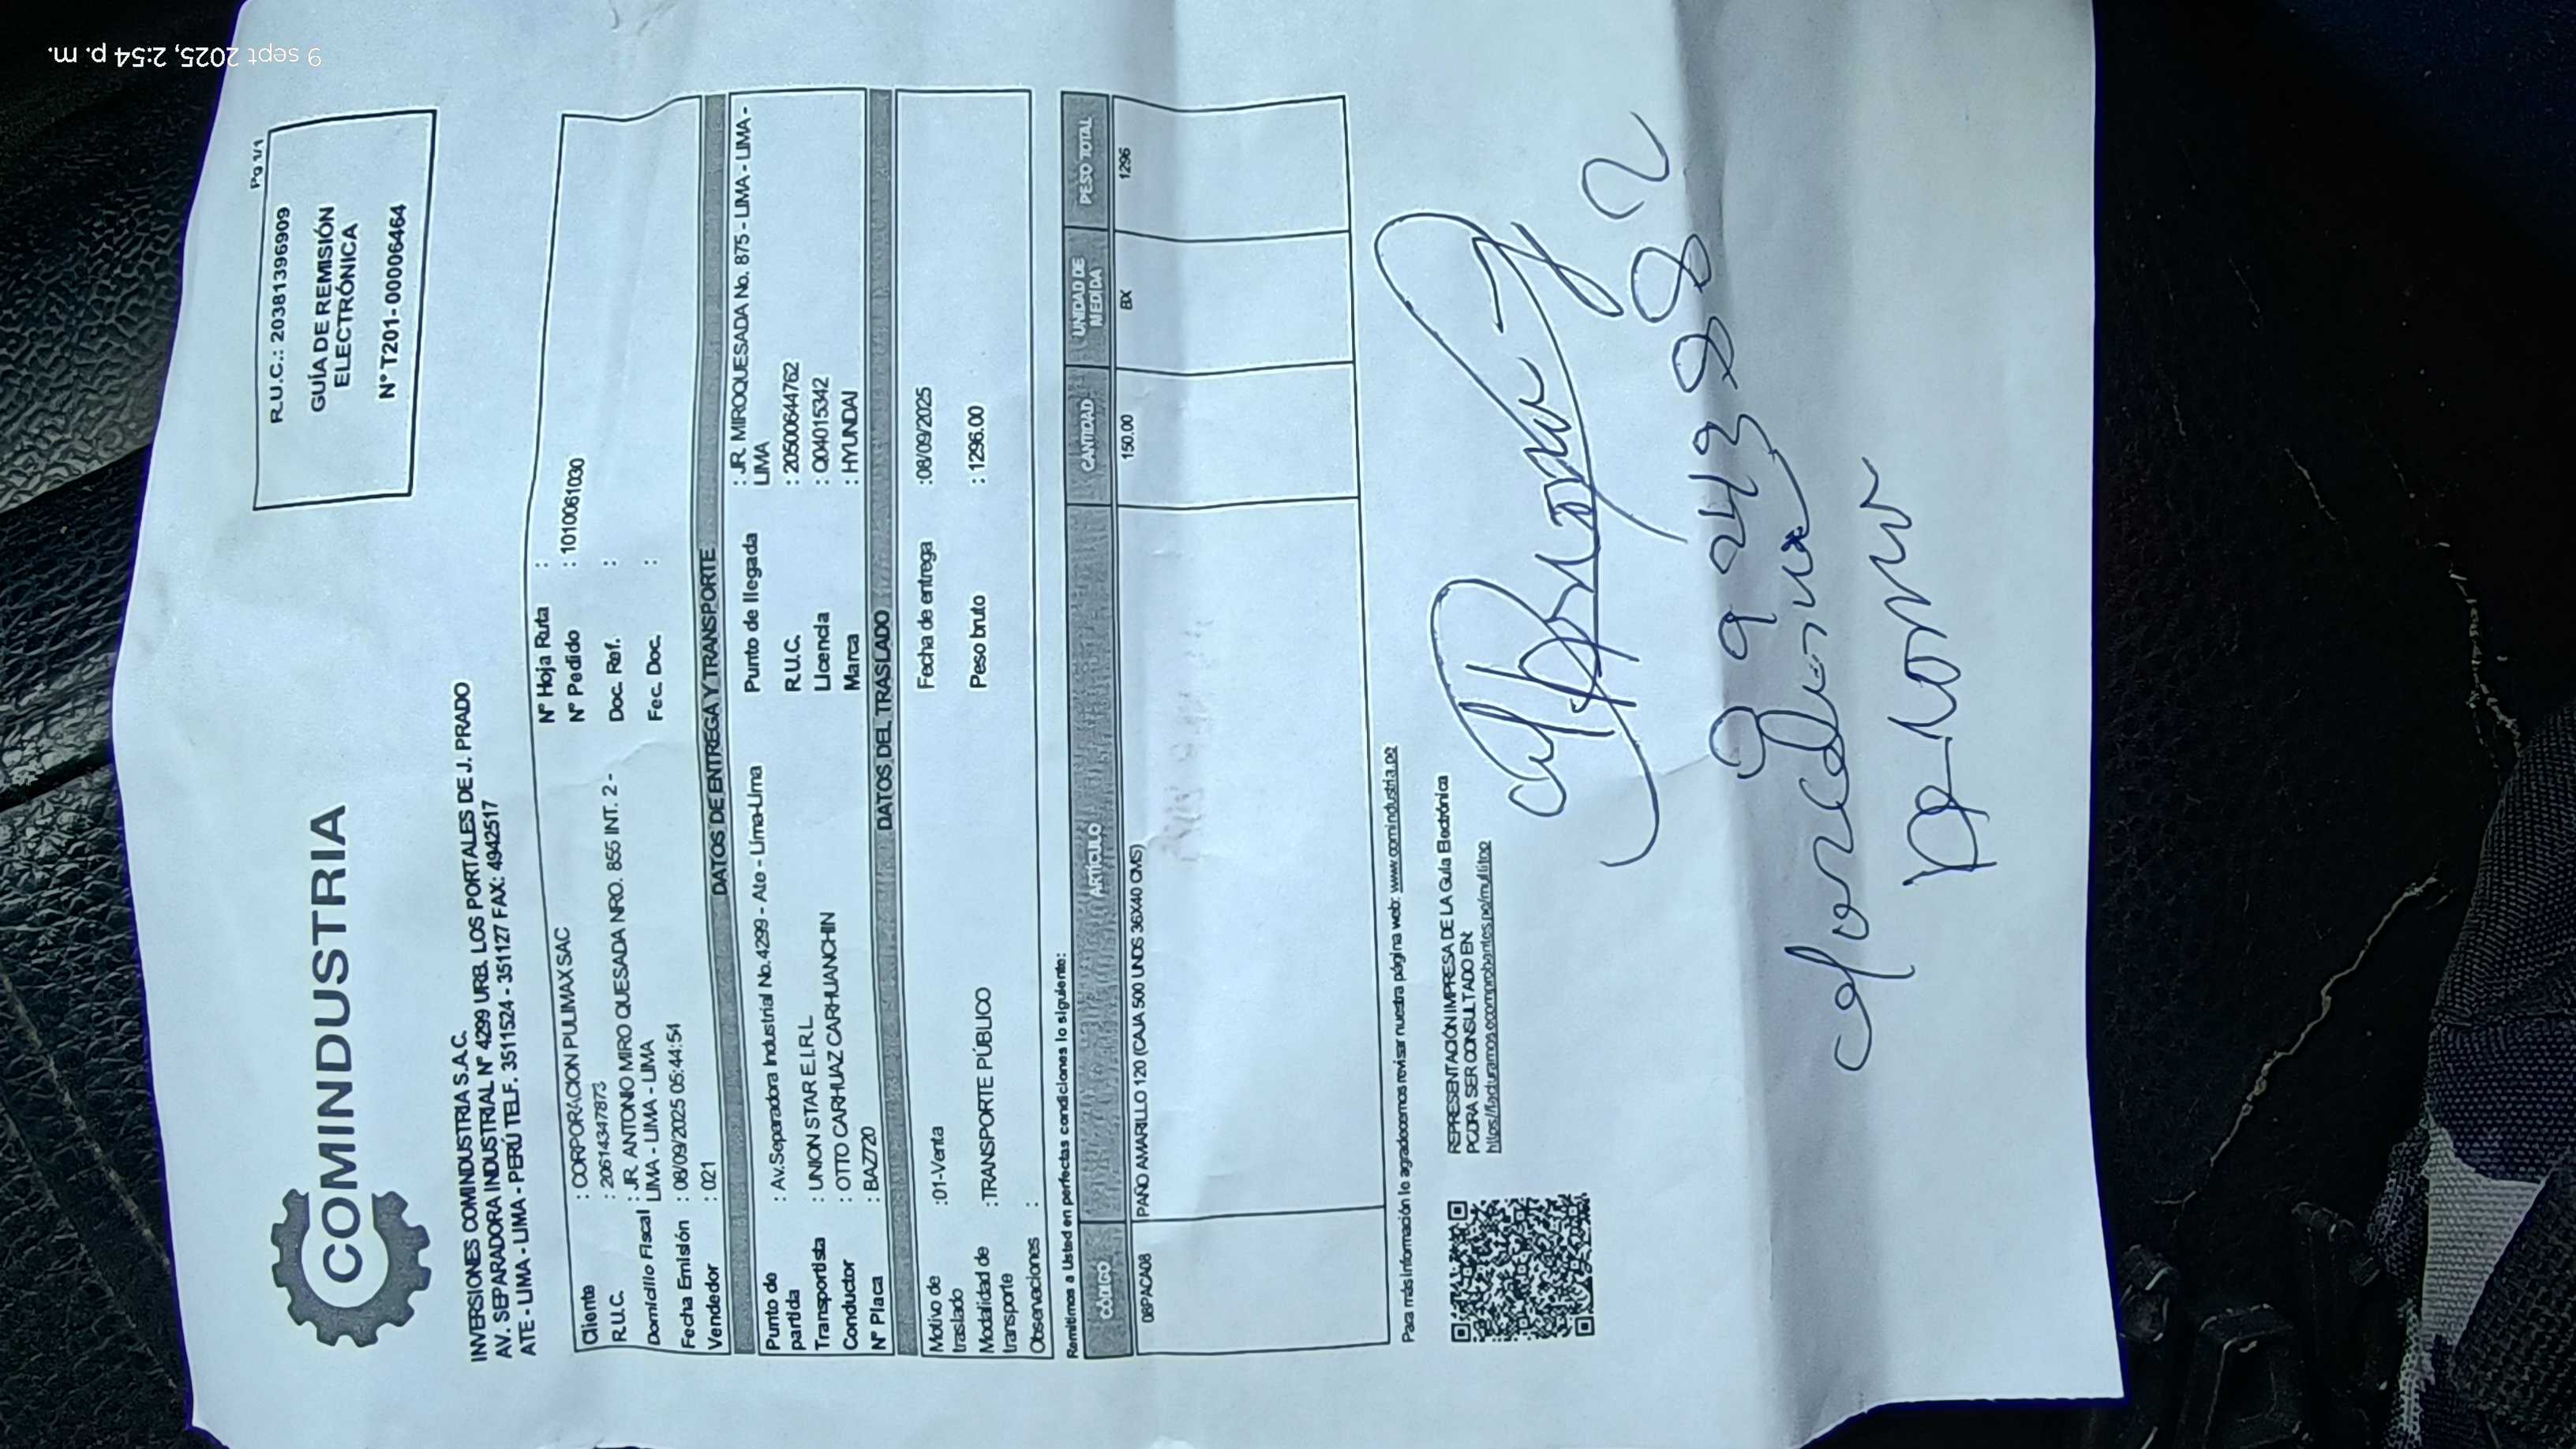 9 sept 2025, 2:54 p. m.
Pg 1/1
COMINDUSTRIA
R.U.C.: 20381396909
GUÍA DE REMISIÓN
ELECTRÓNICA
N° T201- 00006464
INVERSIONES COMINDUSTRIA S.A.C.
AV. SEPARADORA INDUSTRIAL N° 4299 URB. LOS PORTALES DE J. PRADO
ATE - LIMA - PERÚ TELF. 3511524 - 351127 FAX: 4942517
Cliente : CORPORACION PULIMAX SAC
R.U.C. : 20614347873
Domicilio Fiscal : JR. ANTONIO MIRO QUESADA NRO. 855 INT. 2 -
LIMA - LIMA - LIMA
Fecha Emisión : 08/09/2025 05:44:54
Vendedor : 021
N° Hoja Ruta :
N° Pedido : 1010061030
Doc. Ref. :
Fec. Doc. :
DATOS DE ENTREGA Y TRANSPORTE
Punto de partida : Av.Separadora Industrial No.4299 - Ate - Lima-Lima
Transportista : UNION STAR E.I.R.L
Conductor : OTTO CARHUAZ CARHUANCHIN
N° Placa : BAZ720
Punto de llegada : JR. MIROQUESADA No. 875 - LIMA - LIMA -
LIMA
R.U.C. : 20500644762
Licencia : Q04015342
Marca : HYUNDAI
DATOS DEL TRASLADO
Motivo de traslado :01-Venta
Modalidad de transporte :TRANSPORTE PÚBLICO
Observaciones :
Fecha de entrega :08/09/2025
Peso bruto : 1296.00
Remitimos a Usted en perfectas condiciones lo siguiente:
CÓDIGO ARTÍCULO CANTIDAD UNIDAD DE MEDIDA PESO TOTAL
08PACA08 PAÑO AMARILLO 120 (CAJA 500 UNDS 36X40 CMS) 150.00 BX 1296
Para más información le agradecemos revisar nuestra página web: www.comindustria.pe
REPRESENTACIÓN IMPRESA DE LA Guía Electrónica
PODRA SER CONSULTADO EN:
https://facturamos.ecomprobantes.pe/multitop